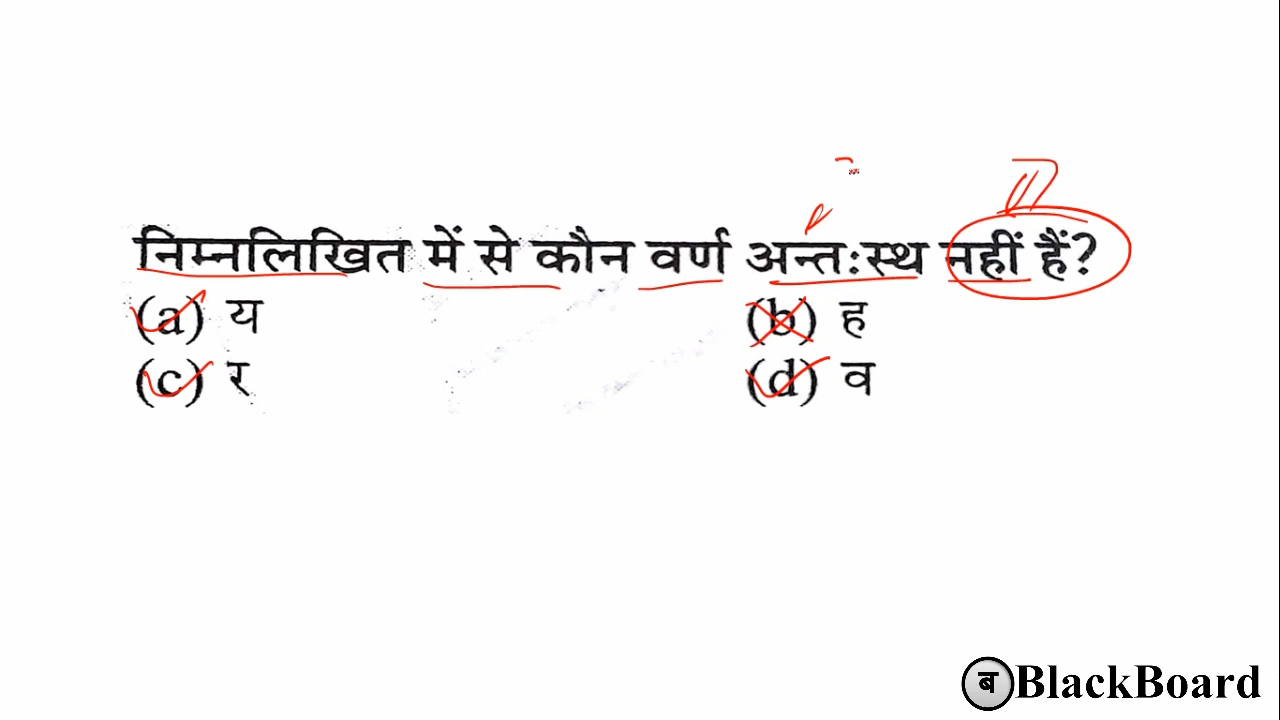 निम्नलिखित में से कौन वर्ण अन्तःस्थ नहीं हैं?
(a) य (b) ह
(c) र (d) व
ब BlackBoard